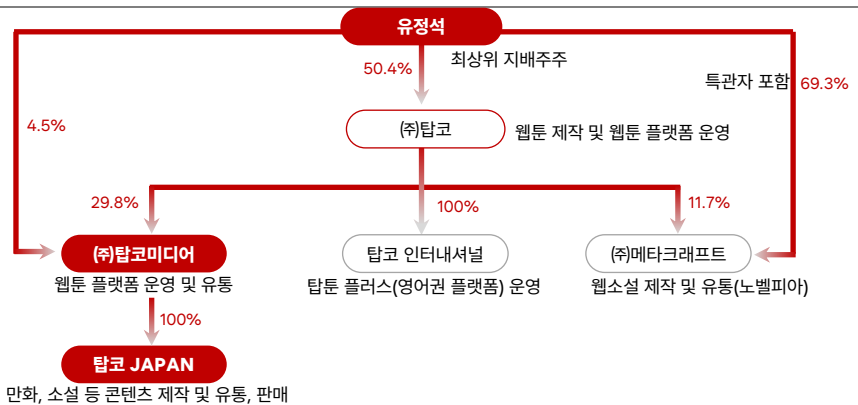 유정석
50.4%
최상위 지배주주
특관자 포함
69.3%
4.5%
㈜탑코
웹툰 제작 및 웹툰 플랫폼 운영
29.8%
100%
11.7%
㈜탑코미디어
탑코 인터내셔널
㈜메타크래프트
웹툰 플랫폼 운영 및 유통
탑툰 플러스(영어권 플랫폼) 운영
웹소설 제작 및 유통(노벨피아)
100%
탑코 JAPAN
만화, 소설 등 콘텐츠 제작 및 유통, 판매